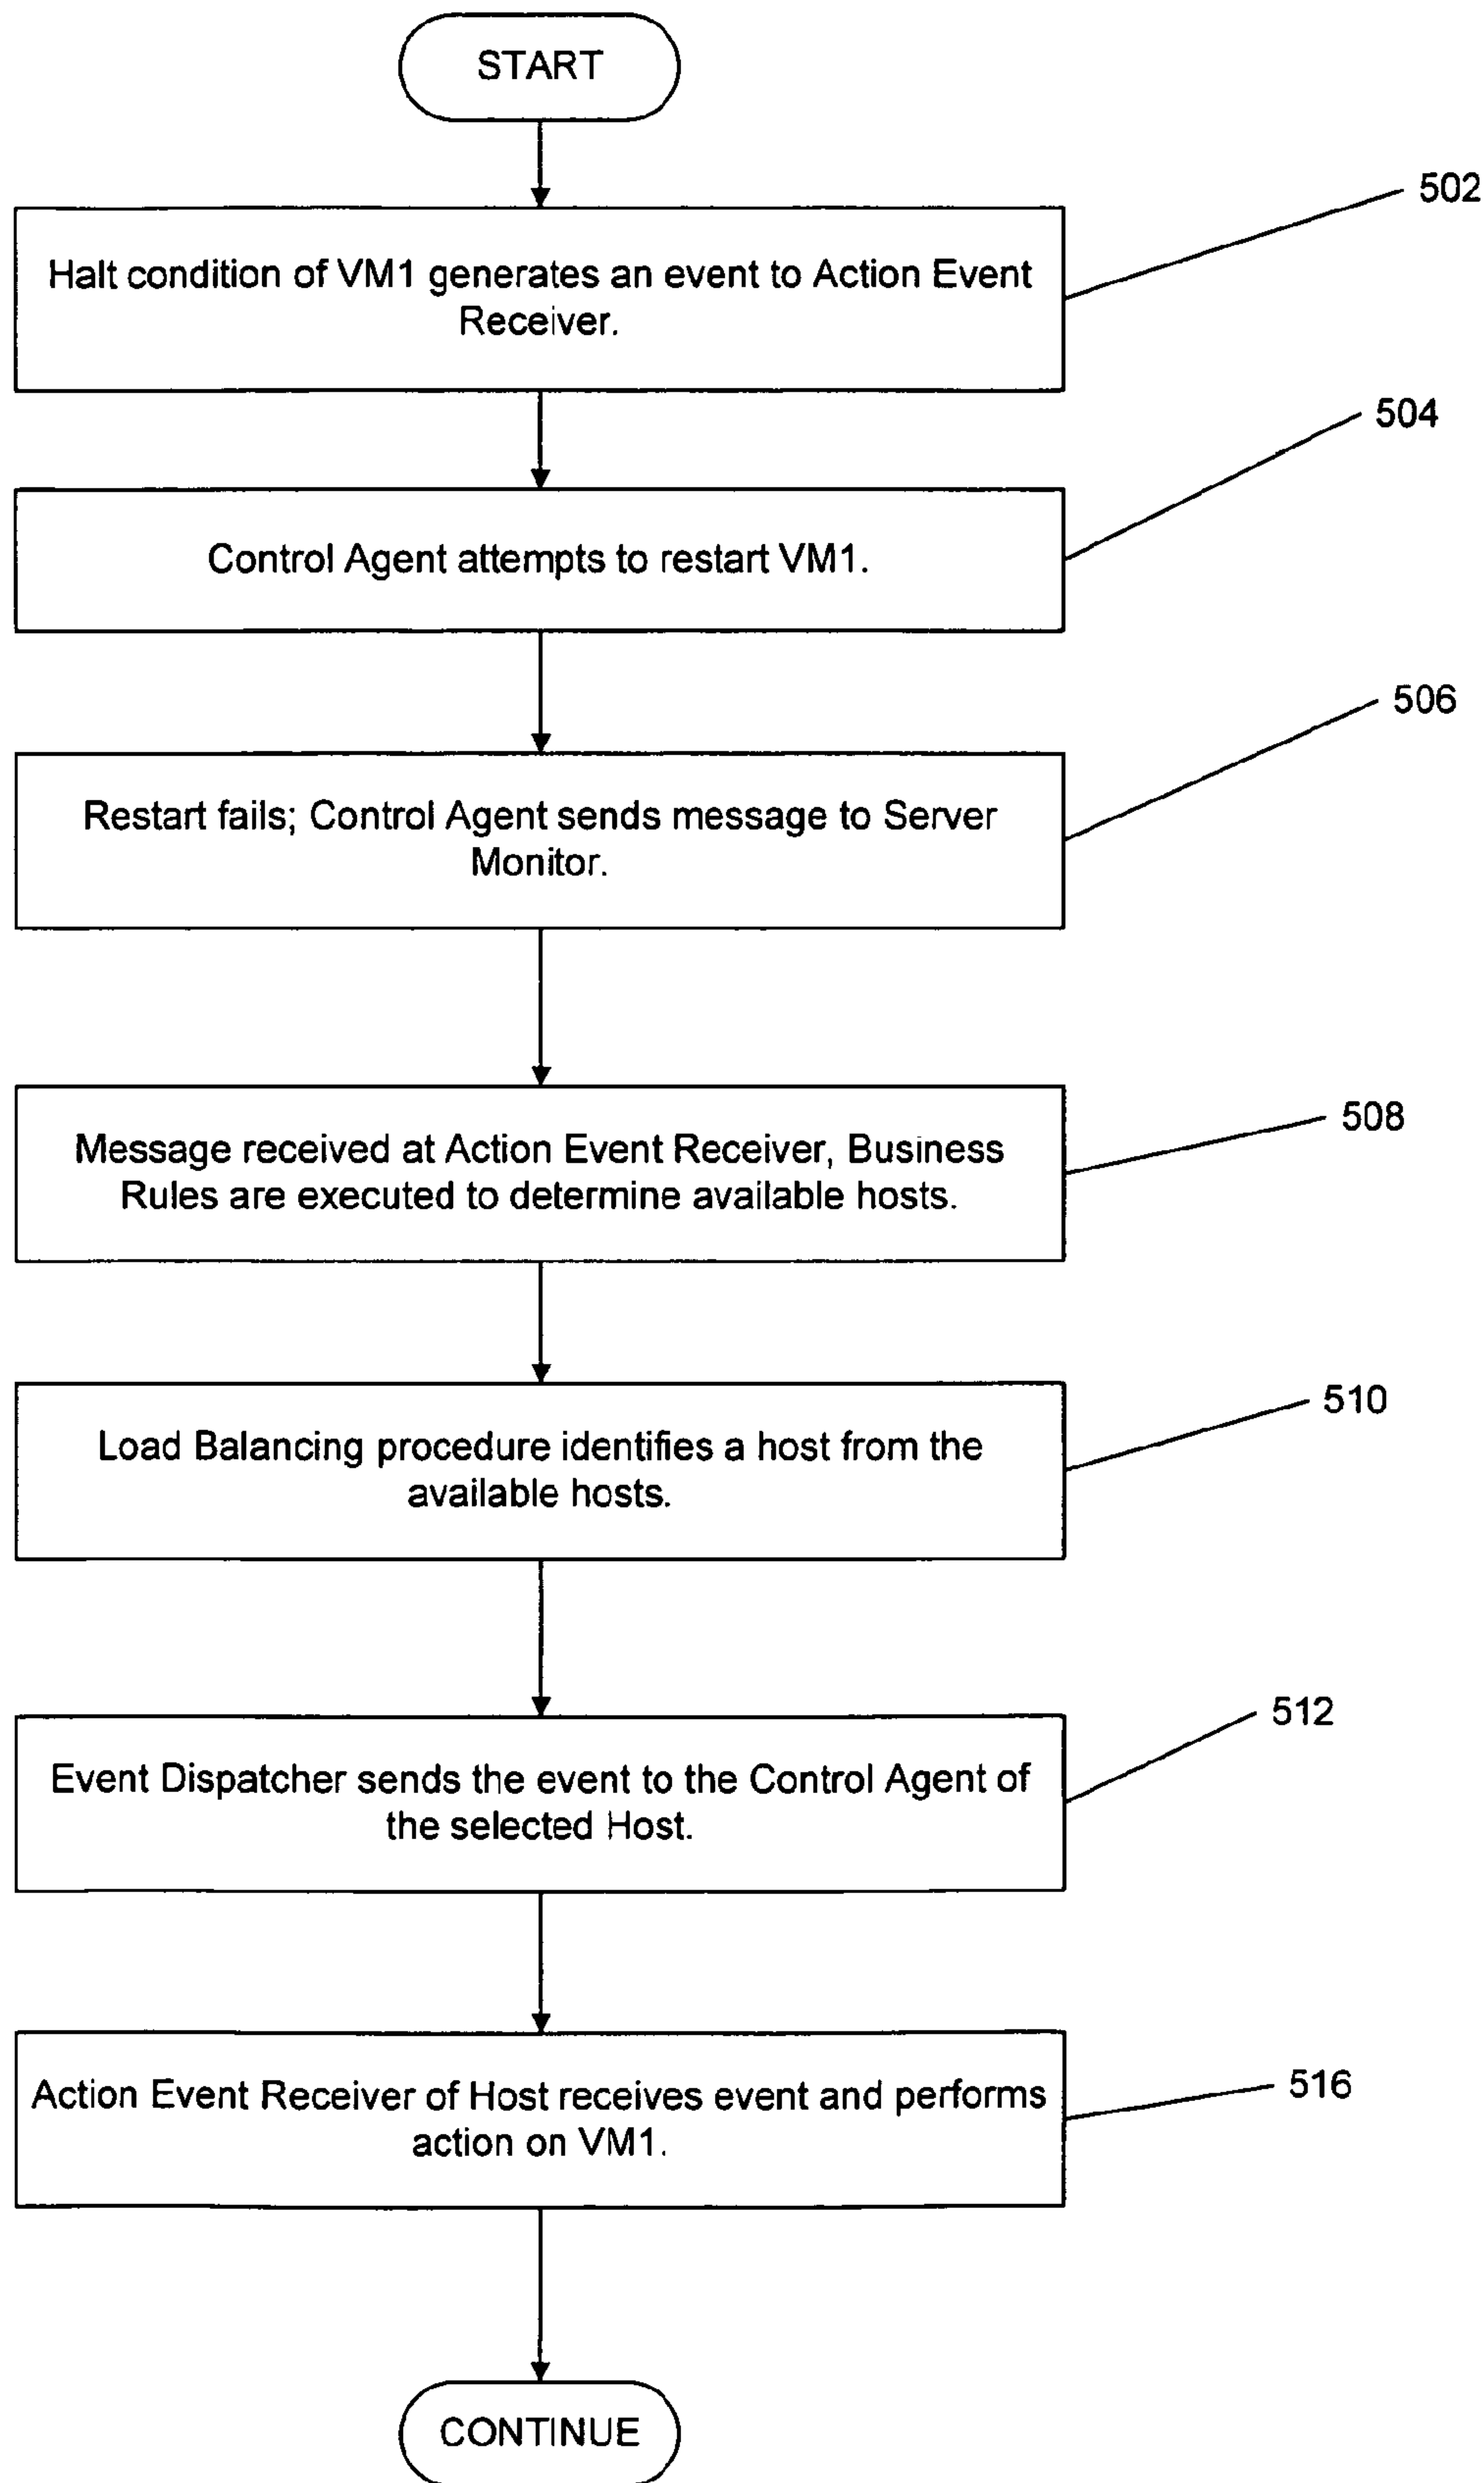 START
502
Halt condition of VM1 generates an event to Action Event
Receiver.
504
Control Agent attempts to restart VM1.
506
Restart fails; Control Agent sends message to Server
Monitor.
508
Message received at Action Event Receiver, Business
Rules are executed to determine available hosts.
510
Load Balancing procedure identifies a host from the
available hosts.
512
Event Dispatcher sends the event to the Control Agent of
the selected Host.
516
Action Event Receiver of Host receives event and performs
action on VM1.
CONTINUE